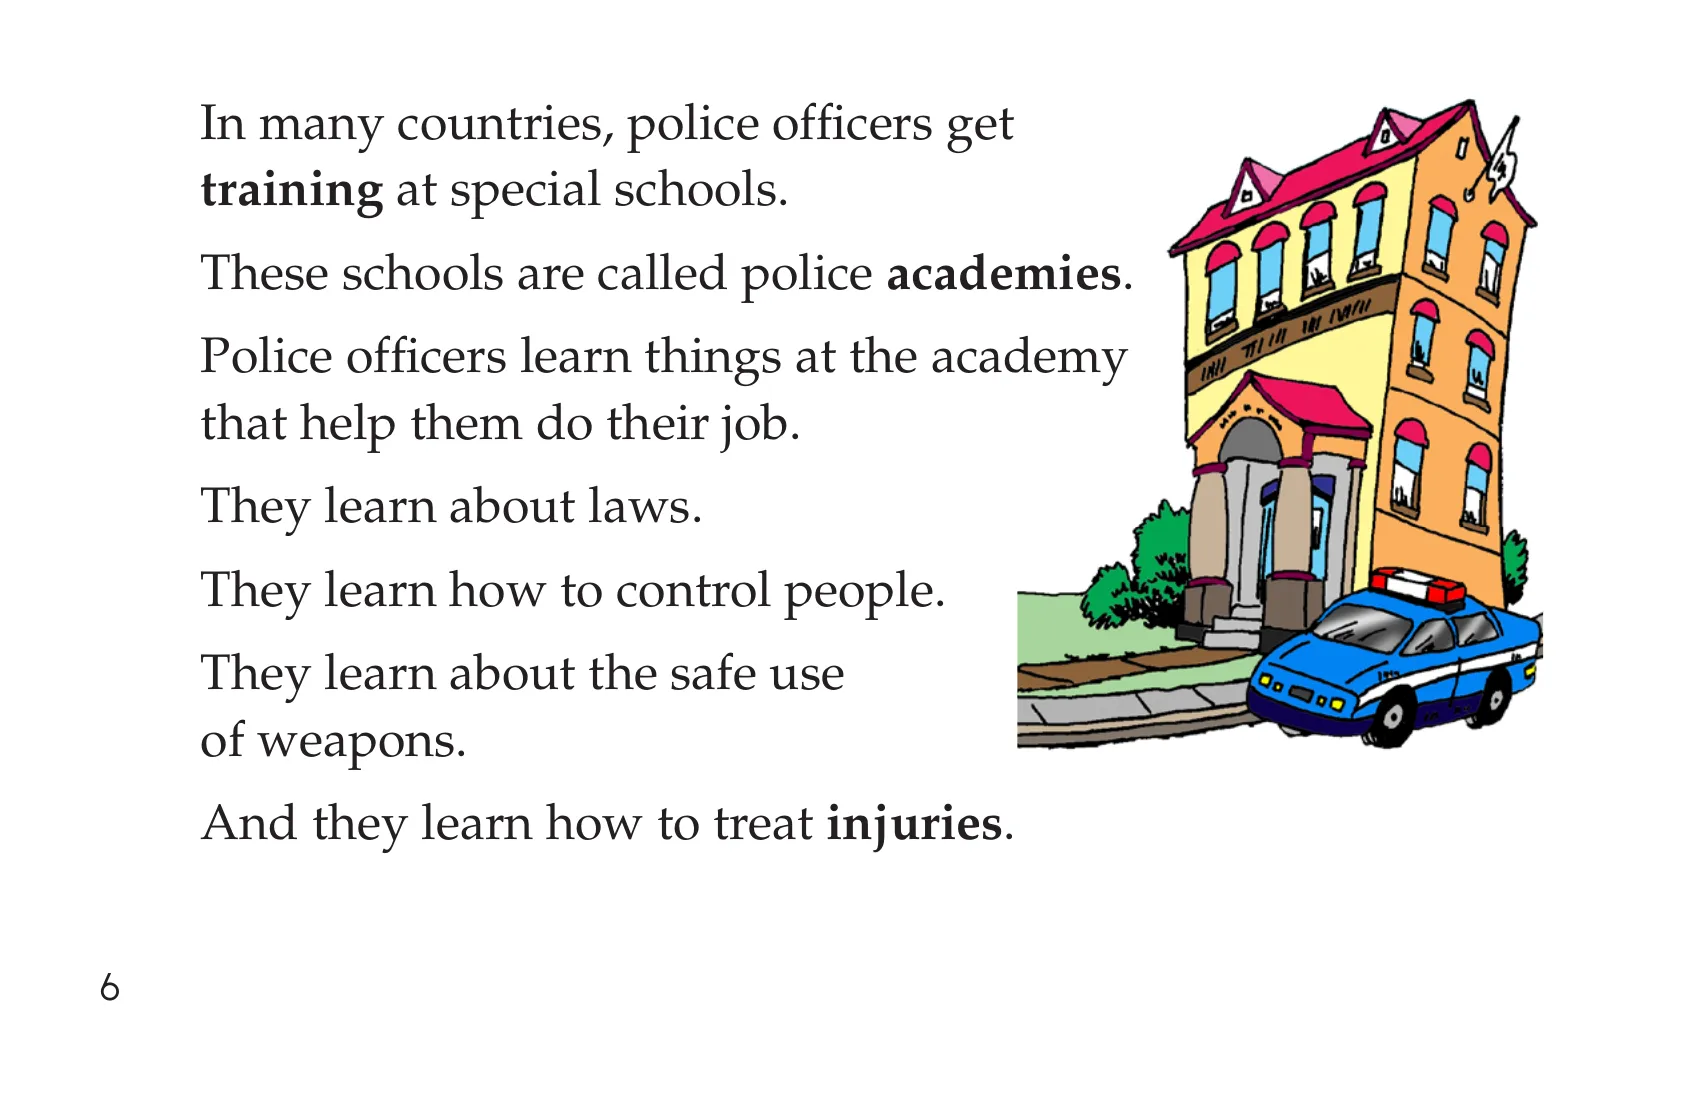 In many countries, police officers get
training at special schools.
These schools are called police academies.
Police officers learn things at the academy
that help them do their job.
They learn about laws.
They learn how to control people.
They learn about the safe use
of weapons.
And they learn how to treat injuries.
6